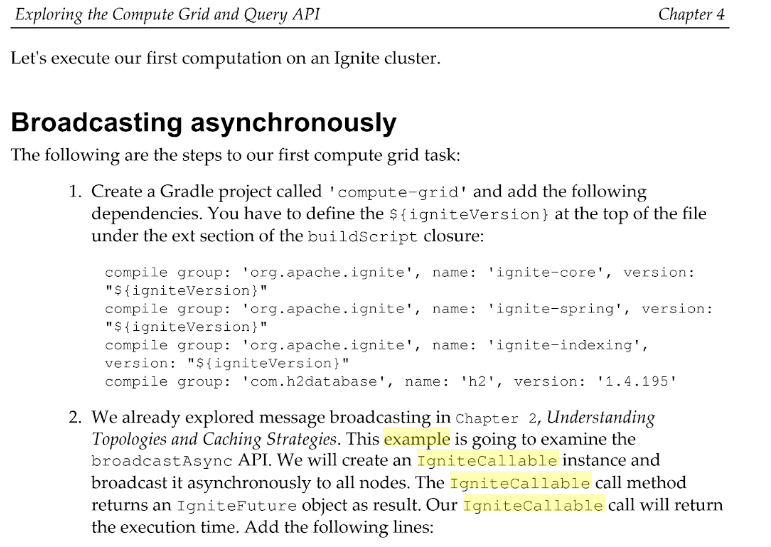 Exploring the Compute Grid and Query API Chapter 4
Let's execute our first computation on an Ignite cluster.
Broadcasting asynchronously
The following are the steps to our first compute grid task:
1. Create a Gradle project called 'compute-grid' and add the following
dependencies. You have to define the ${igniteVersion} at the top of the file
under the ext section of the buildScript closure:
compile group: 'org.apache.ignite', name: 'ignite-core', version:
"${igniteVersion}"
compile group: 'org.apache.ignite', name: 'ignite-spring', version:
"${igniteVersion}"
compile group: 'org.apache.ignite', name: 'ignite-indexing',
version: "${igniteVersion}"
compile group: 'com.h2database', name: 'h2', version: '1.4.195'
2. We already explored message broadcasting in Chapter 2, Understanding
Topologies and Caching Strategies. This example is going to examine the
broadcastAsync API. We will create an IgniteCallable instance and
broadcast it asynchronously to all nodes. The IgniteCallable call method
returns an IgniteFuture object as result. Our IgniteCallable call will return
the execution time. Add the following lines: